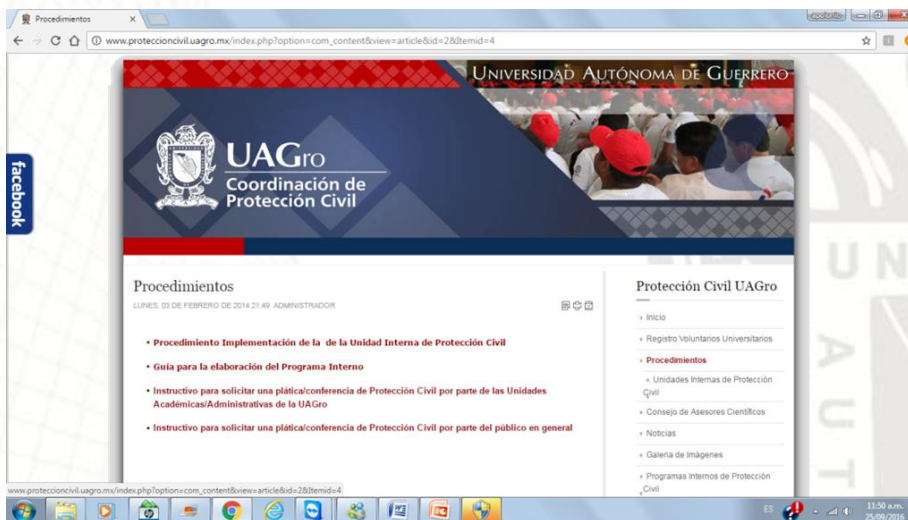 Procedimientos
www.proteccioncivil.uagro.mx/index.php?option=com_content&view=article&id=2&Itemid=4
UNIVERSIDAD AUTÓNOMA DE GUERRERO
UAGro
Coordinación de
Protección Civil
facebook
Procedimientos
LUNES, 03 DE FEBRERO DE 2014 21:49 ADMINISTRADOR
• Procedimiento Implementación de la de la Unidad Interna de Protección Civil
• Guía para la elaboración del Programa Interno
• Instructivo para solicitar una plática/conferencia de Protección Civil por parte de las Unidades
Académicas/Administrativas de la UAGro
• Instructivo para solicitar una plática/conferencia de Protección Civil por parte del público en general
Protección Civil UAGro
Inicio
Registro Voluntarios Universitarios
Procedimientos
Unidades Internas de Protección
Civil
Consejo de Asesores Científicos
Noticias
Galería de Imágenes
Programas Internos de Protección
Civil
U N
A U T
www.proteccioncivil.uagro.mx/index.php?option=com_content&view=article&id=2&Itemid=4
ES
11:50 a.m.
25/09/2016